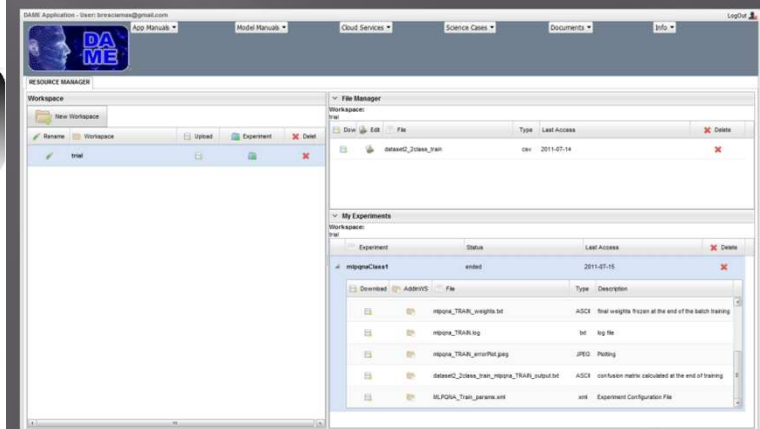 DAME Application - User: bresciamax@gmail.com
LogOut
DAME
App Manuals
Model Manuals
Cloud Services
Science Cases
Documents
Info
RESOURCE MANAGER
Workspace
New Workspace
Rename Workspace Upload Experiment Delet
trial
File Manager
Workspace:
trial
Dow Edit File Type Last Access Delete
dataset2_2class_train csv 2011-07-14
My Experiments
Workspace:
trial
Experiment Status Last Access Delete
mlpqnaClass1 ended 2011-07-15
Download AddInWS File Type Description
mlpqna_TRAIN_weights.txt ASCII final weights frozen at the end of the batch training
mlpqna_TRAIN.log txt log file
mlpqna_TRAIN_errorPlot.jpeg JPEG Plotting
dataset2_2class_train_mlpqna_TRAIN_output.txt ASCII confusion matrix calculated at the end of training
MLPQNA_Train_params.xml xml Experiment Configuration File